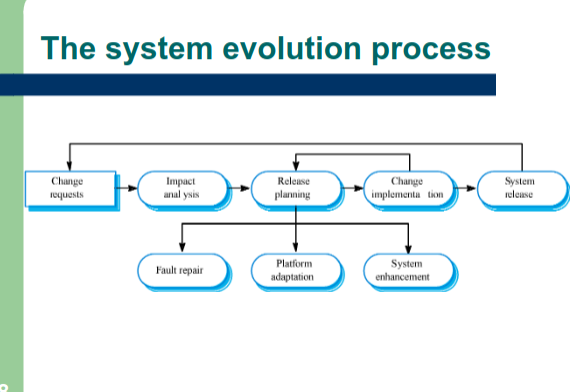 The system evolution process
Change
requests
Impact
anal ysis
Release
planning
Change
implementa tion
System
release
Fault repair
Platform
adaptation
System
enhancement